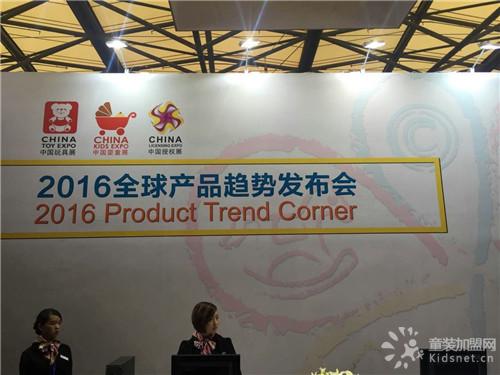 CHINA
TOY EXPO
中国玩具展
CHINA
KIDS EXPO
中国婴童展
CHINA
LICENSING EXPO
中国授权展
2016全球产品趋势发布会
2016 Product Trend Corner
童装加盟网
Kidsnet.cn